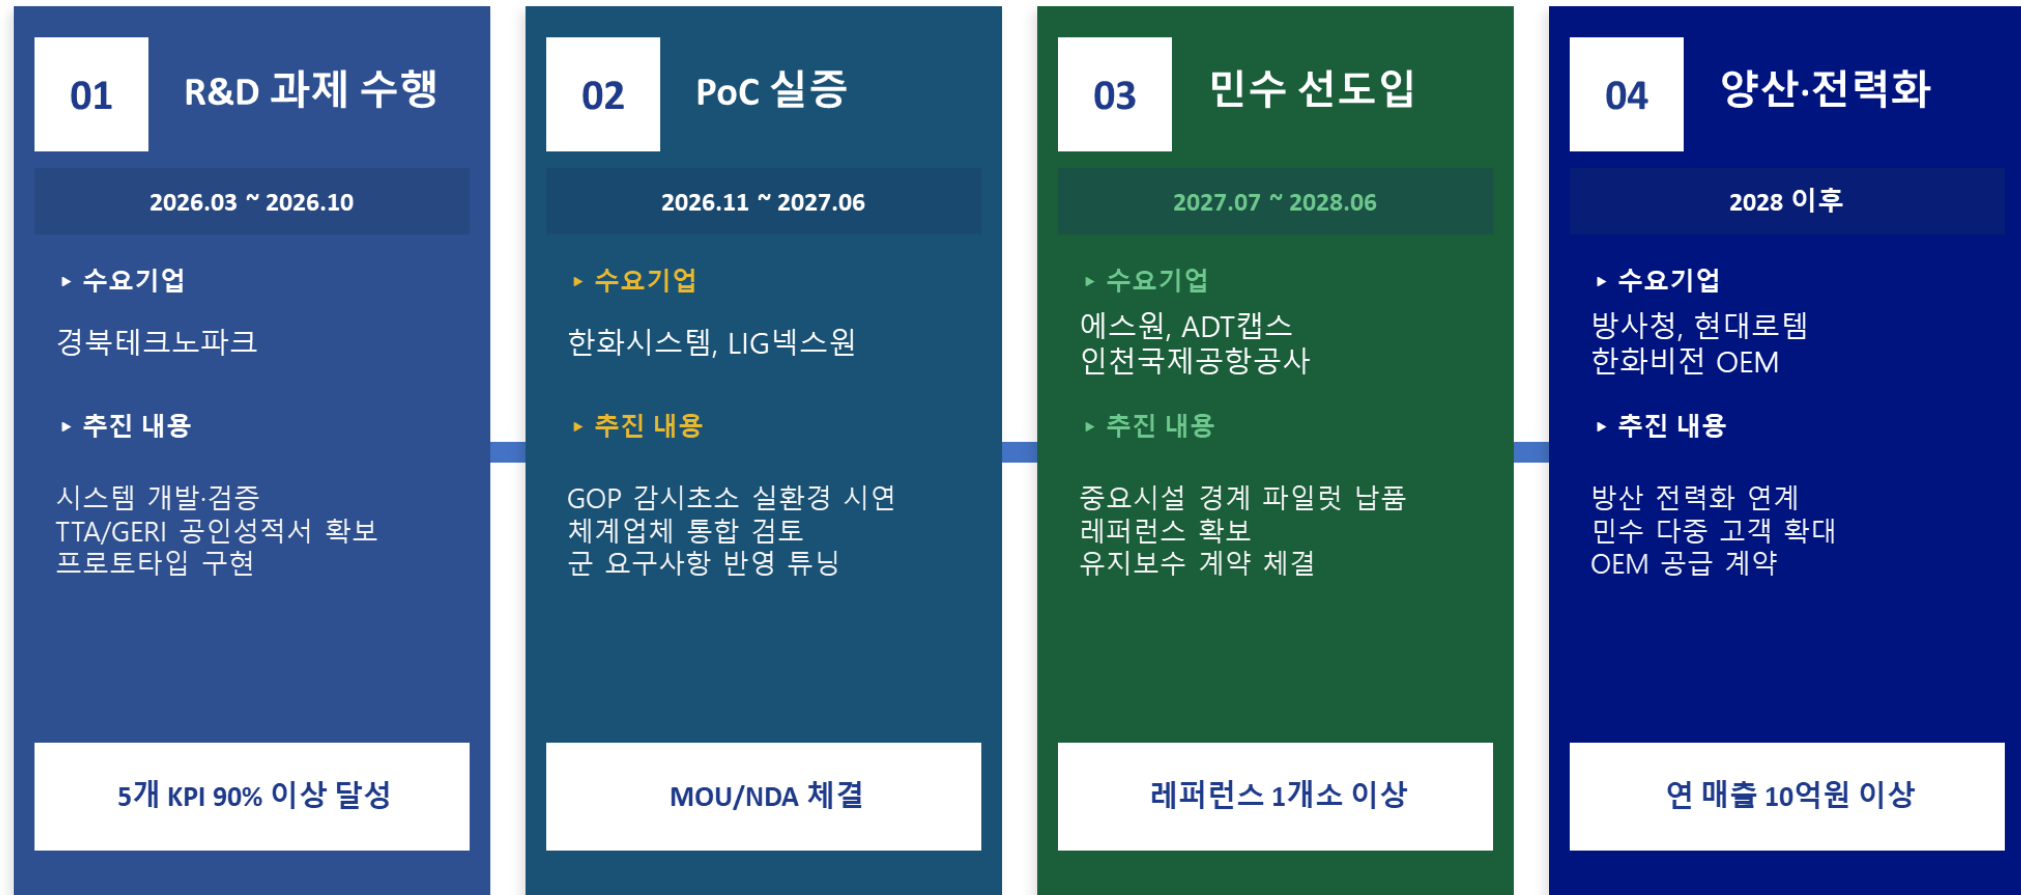 01
R&D 과제 수행
2026.03 ~ 2026.10
▸ 수요기업
경북테크노파크
▸ 추진 내용
시스템 개발·검증
TTA/GERI 공인성적서 확보
프로토타입 구현
5개 KPI 90% 이상 달성
02
PoC 실증
2026.11 ~ 2027.06
▸ 수요기업
한화시스템, LIG넥스원
▸ 추진 내용
GOP 감시초소 실환경 시연
체계업체 통합 검토
군 요구사항 반영 튜닝
MOU/NDA 체결
03
민수 선도입
2027.07 ~ 2028.06
▸ 수요기업
에스원, ADT캡스
인천국제공항공사
▸ 추진 내용
중요시설 경계 파일럿 납품
레퍼런스 확보
유지보수 계약 체결
레퍼런스 1개소 이상
04
양산·전력화
2028 이후
▸ 수요기업
방사청, 현대로템
한화비전 OEM
▸ 추진 내용
방산 전력화 연계
민수 다중 고객 확대
OEM 공급 계약
연 매출 10억원 이상